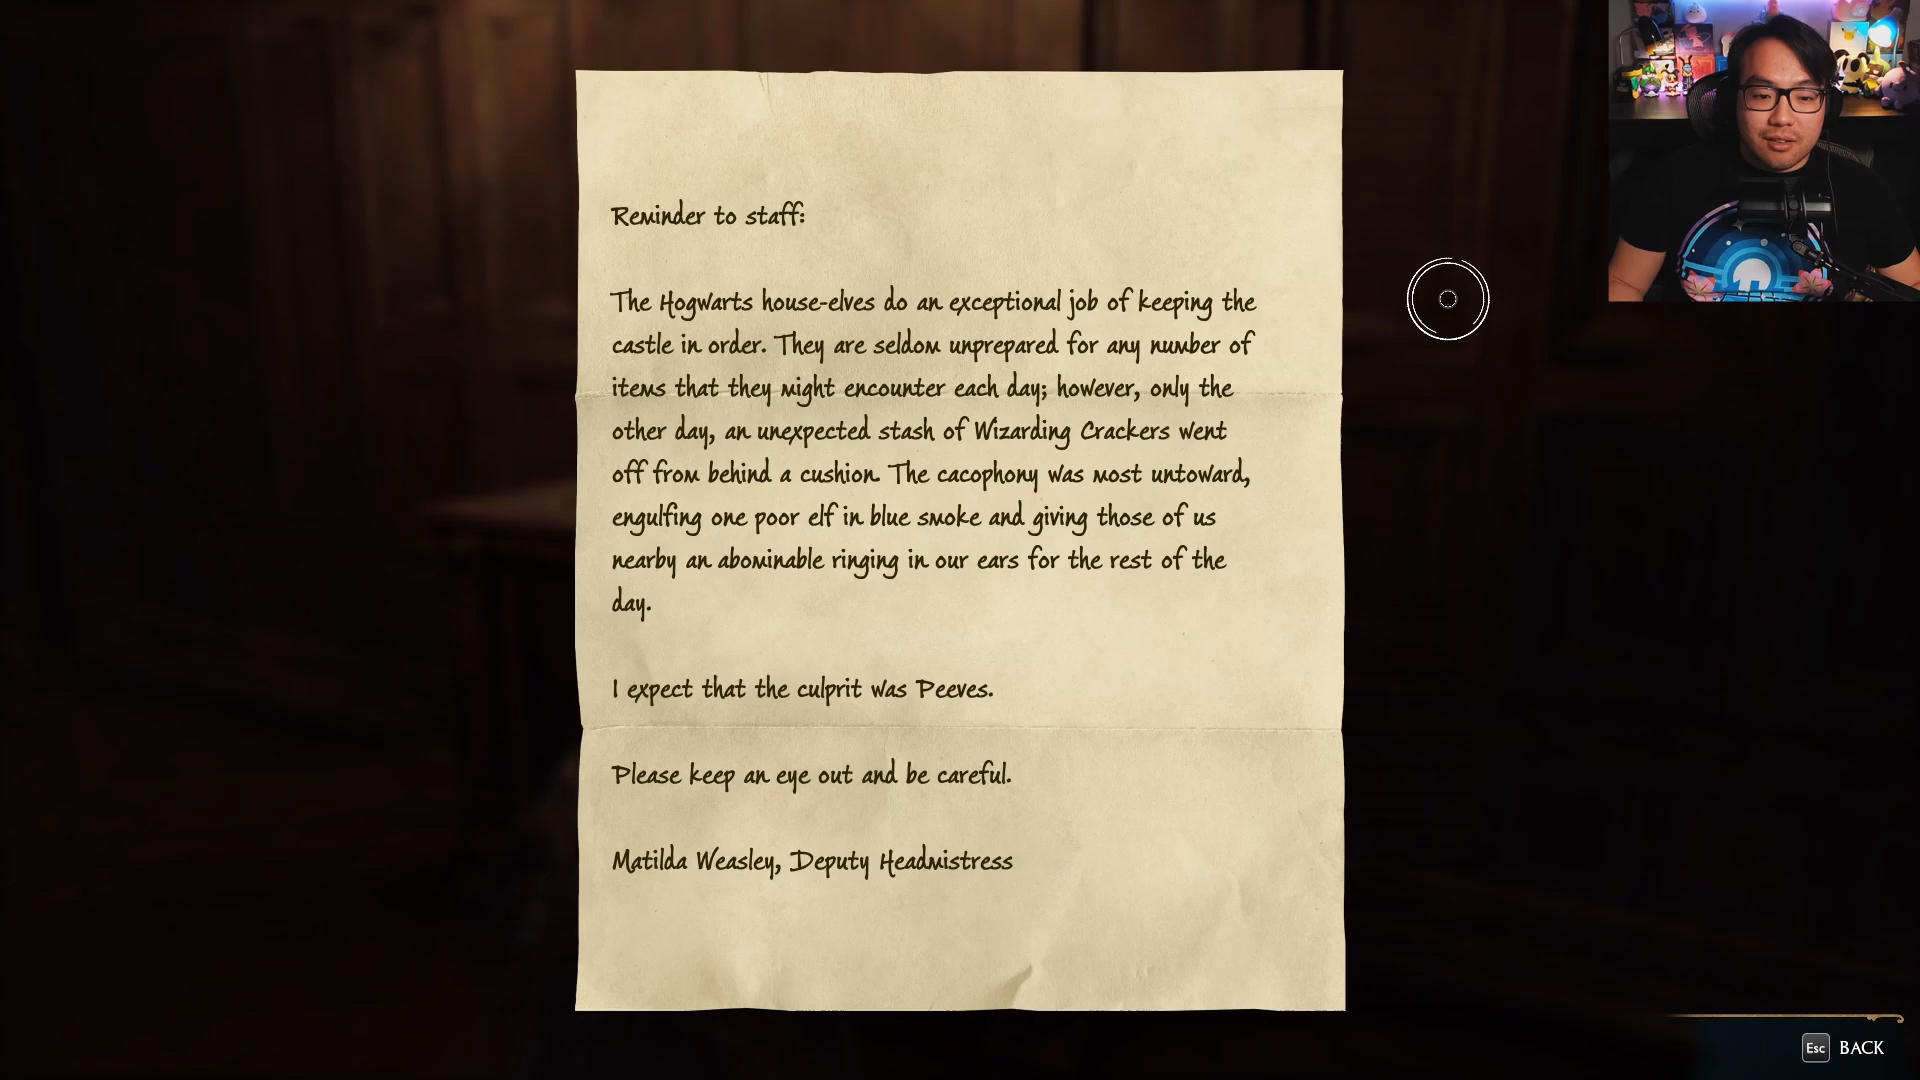 Reminder to staff:
The Hogwarts house-elves do an exceptional job of keeping the
castle in order. They are seldom unprepared for any number of
items that they might encounter each day; however, only the
other day, an unexpected stash of Wizarding Crackers went
off from behind a cushion. The cacophony was most untoward,
engulfing one poor elf in blue smoke and giving those of us
nearby an abominable ringing in our ears for the rest of the
day.
I expect that the culprit was Peeves.
Please keep an eye out and be careful.
Matilda Weasley, Deputy Headmistress
Esc BACK